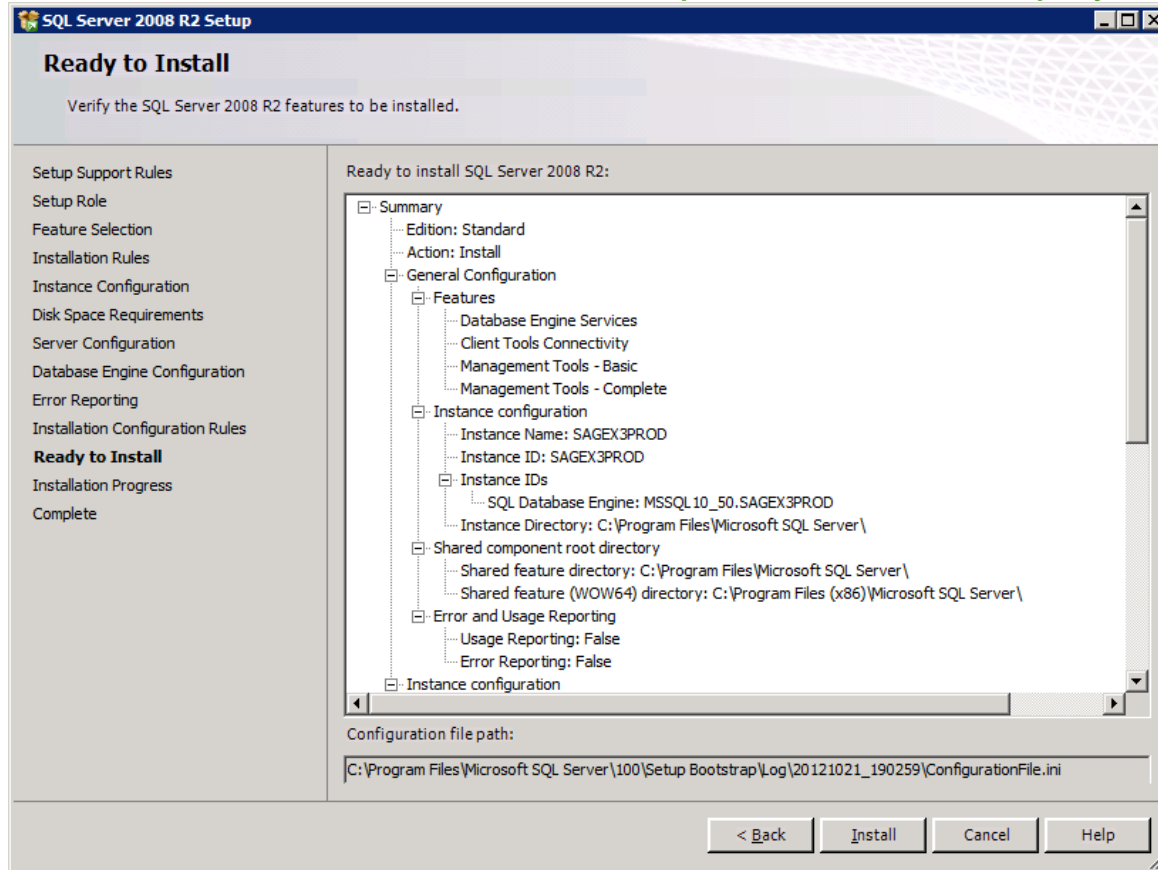 SQL Server 2008 R2 Setup
Ready to Install
Verify the SQL Server 2008 R2 features to be installed.
Setup Support Rules
Setup Role
Feature Selection
Installation Rules
Instance Configuration
Disk Space Requirements
Server Configuration
Database Engine Configuration
Error Reporting
Installation Configuration Rules
Ready to Install
Installation Progress
Complete
Ready to install SQL Server 2008 R2:
Summary
Edition: Standard
Action: Install
General Configuration
Features
Database Engine Services
Client Tools Connectivity
Management Tools - Basic
Management Tools - Complete
Instance configuration
Instance Name: SAGEX3PROD
Instance ID: SAGEX3PROD
Instance IDs
SQL Database Engine: MSSQL10_50.SAGEX3PROD
Instance Directory: C:\Program Files\Microsoft SQL Server\
Shared component root directory
Shared feature directory: C:\Program Files\Microsoft SQL Server\
Shared feature (WOW64) directory: C:\Program Files (x86)\Microsoft SQL Server\
Error and Usage Reporting
Usage Reporting: False
Error Reporting: False
Instance configuration
Configuration file path:
C:\Program Files\Microsoft SQL Server\100\Setup Bootstrap\Log\20121021_190259\ConfigurationFile.ini
< Back Install Cancel Help